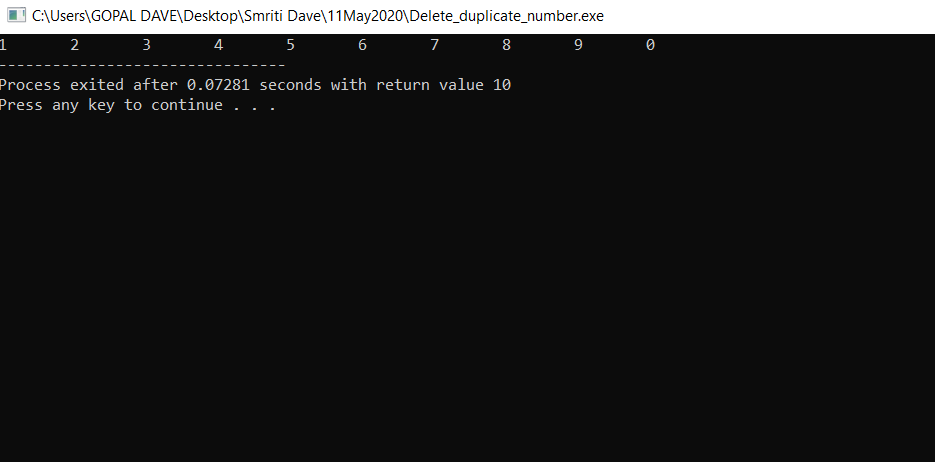 C:\Users\GOPAL DAVE\Desktop\Smriti Dave\11May2020\Delete_duplicate_number.exe
1 2 3 4 5 6 7 8 9 0
--------------------------------
Process exited after 0.07281 seconds with return value 10
Press any key to continue . . .